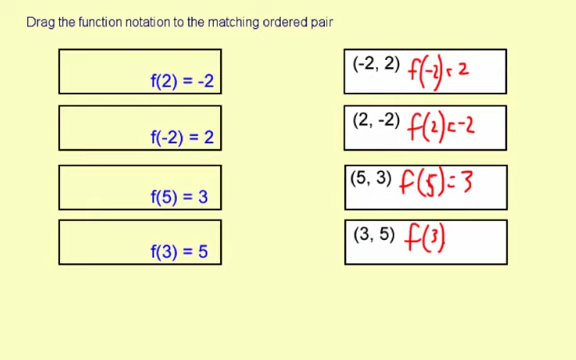 Drag the function notation to the matching ordered pair
f(2) = -2
(-2, 2) f(-2) = 2
f(-2) = 2
(2, -2) f(2) = -2
f(5) = 3
(5, 3) f(5) = 3
f(3) = 5
(3, 5) f(3)